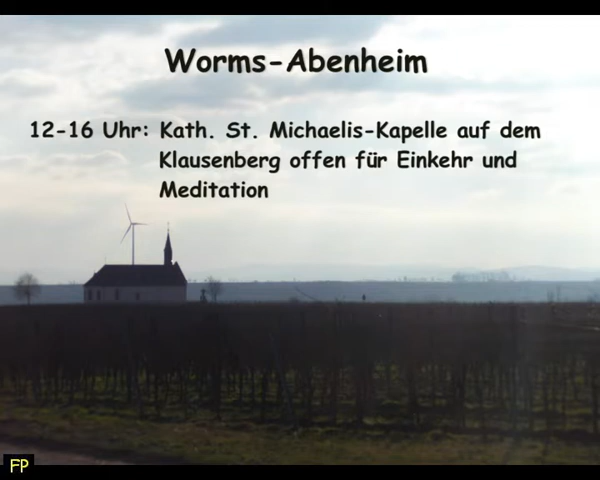 Worms-Abenheim
12-16 Uhr: Kath. St. Michaelis-Kapelle auf dem
Klausenberg offen für Einkehr und
Meditation
FP